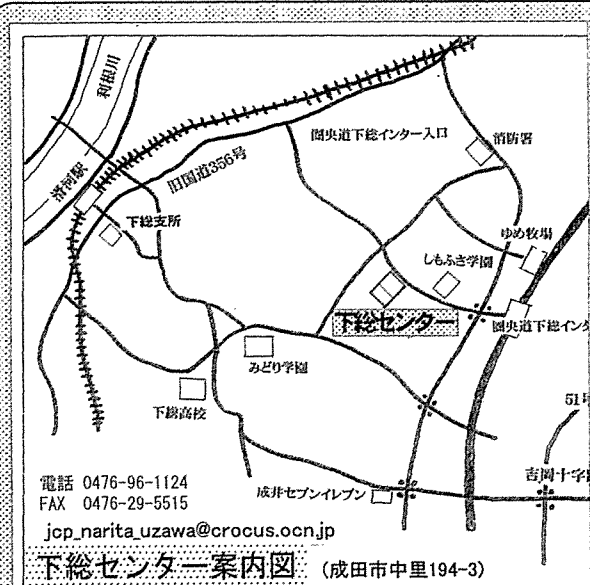 利根川
滑河駅
旧国道356号
圏央道下総インター入口
消防署
下総支所
ゆめ牧場
しもふさ学園
下総センター
圏央道下総インタ
みどり学園
下総高校
51号
吉岡十字路
成井セブンイレブン
電話 0476-96-1124
FAX 0476-29-5515
jcp_narita_uzawa@crocus.ocn.jp
下総センター案内図 (成田市中里194-3)